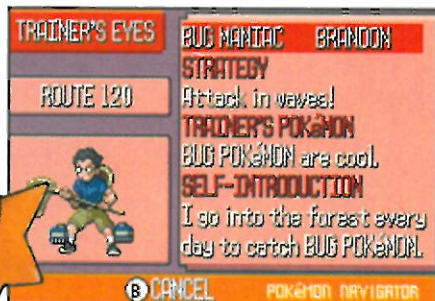 TRAINER'S EYES
BUG MANIAC BRANDON
STRATEGY
ROUTE 120
Attack in waves!
TRAINER'S POKéMON
BUG POKéMON are cool.
SELF-INTRODUCTION
I go into the forest every
day to catch BUG POKéMON.
B CANCEL
POKéMON NAVIGATOR